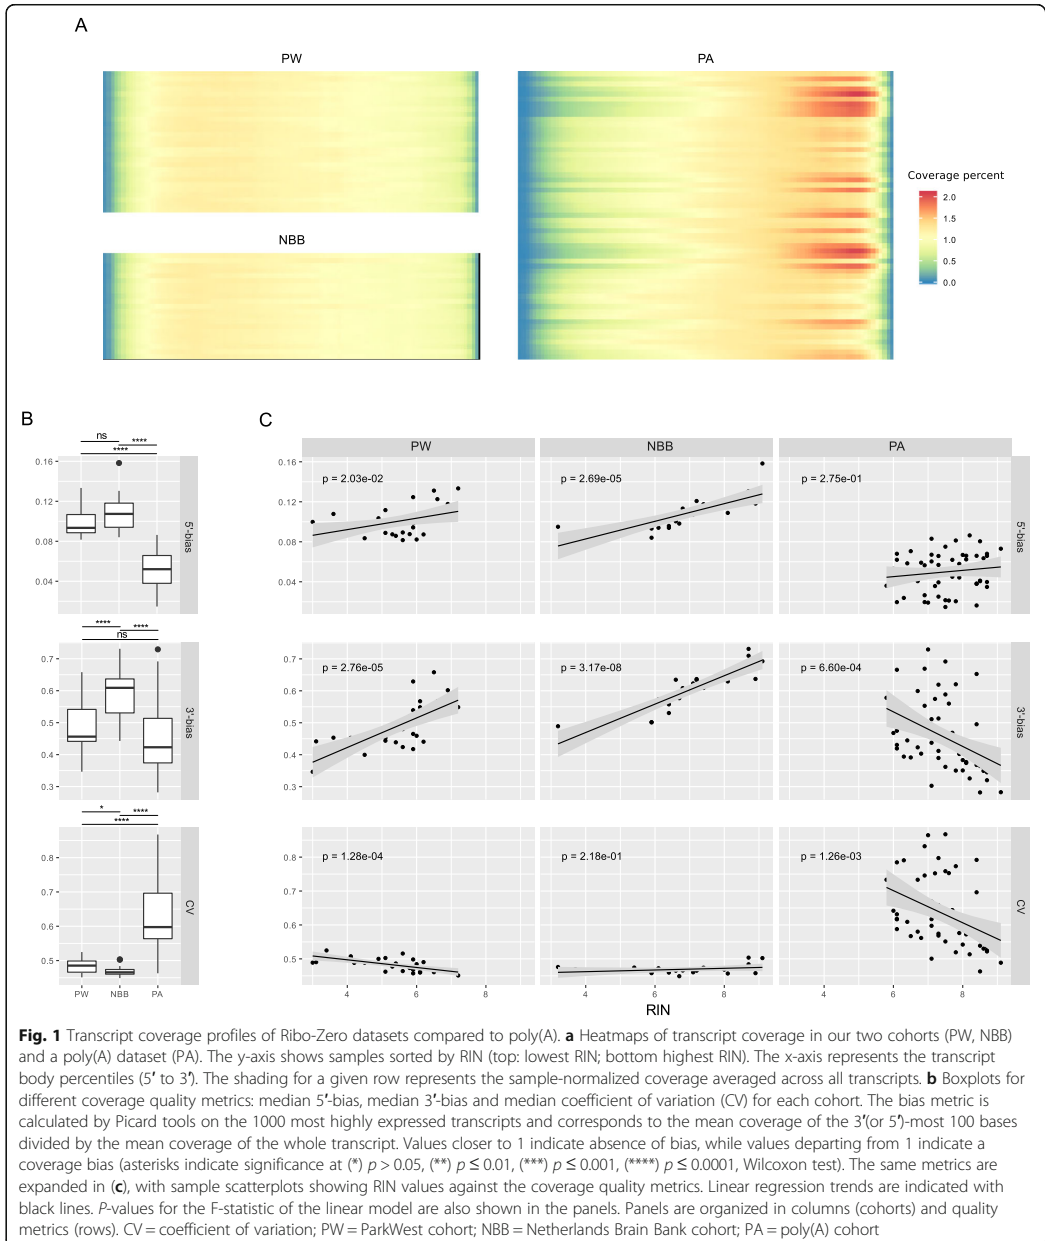 A
PW
PA
NBB
Coverage percent
2.0
1.5
1.0
0.5
0.0
B
C
ns
****
****
0.16
0.12
0.08
0.04
5'-bias
****
****
ns
0.7
0.6
0.5
0.4
0.3
3'-bias
*
****
****
0.8
0.7
0.6
0.5
CV
PW NBB PA
PW NBB PA
0.16
0.12
0.08
0.04
p = 2.03e-02
p = 2.69e-05
p = 2.75e-01
5'-bias
0.7
0.6
0.5
0.4
0.3
p = 2.76e-05
p = 3.17e-08
p = 6.60e-04
3'-bias
0.8
0.7
0.6
0.5
p = 1.28e-04
p = 2.18e-01
p = 1.26e-03
CV
4 6 8 4 6 8 4 6 8
RIN
Fig. 1 Transcript coverage profiles of Ribo-Zero datasets compared to poly(A). a Heatmaps of transcript coverage in our two cohorts (PW, NBB)
and a poly(A) dataset (PA). The y-axis shows samples sorted by RIN (top: lowest RIN; bottom highest RIN). The x-axis represents the transcript
body percentiles (5′ to 3′). The shading for a given row represents the sample-normalized coverage averaged across all transcripts. b Boxplots for
different coverage quality metrics: median 5′-bias, median 3′-bias and median coefficient of variation (CV) for each cohort. The bias metric is
calculated by Picard tools on the 1000 most highly expressed transcripts and corresponds to the mean coverage of the 3′(or 5′)-most 100 bases
divided by the mean coverage of the whole transcript. Values closer to 1 indicate absence of bias, while values departing from 1 indicate a
coverage bias (asterisks indicate significance at (*) p > 0.05, (**) p ≤ 0.01, (***) p ≤ 0.001, (****) p ≤ 0.0001, Wilcoxon test). The same metrics are
expanded in (c), with sample scatterplots showing RIN values against the coverage quality metrics. Linear regression trends are indicated with
black lines. P-values for the F-statistic of the linear model are also shown in the panels. Panels are organized in columns (cohorts) and quality
metrics (rows). CV = coefficient of variation; PW = ParkWest cohort; NBB = Netherlands Brain Bank cohort; PA = poly(A) cohort